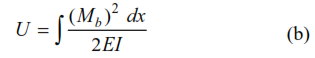 U = ∫ (M_b)² dx / 2EI (b)